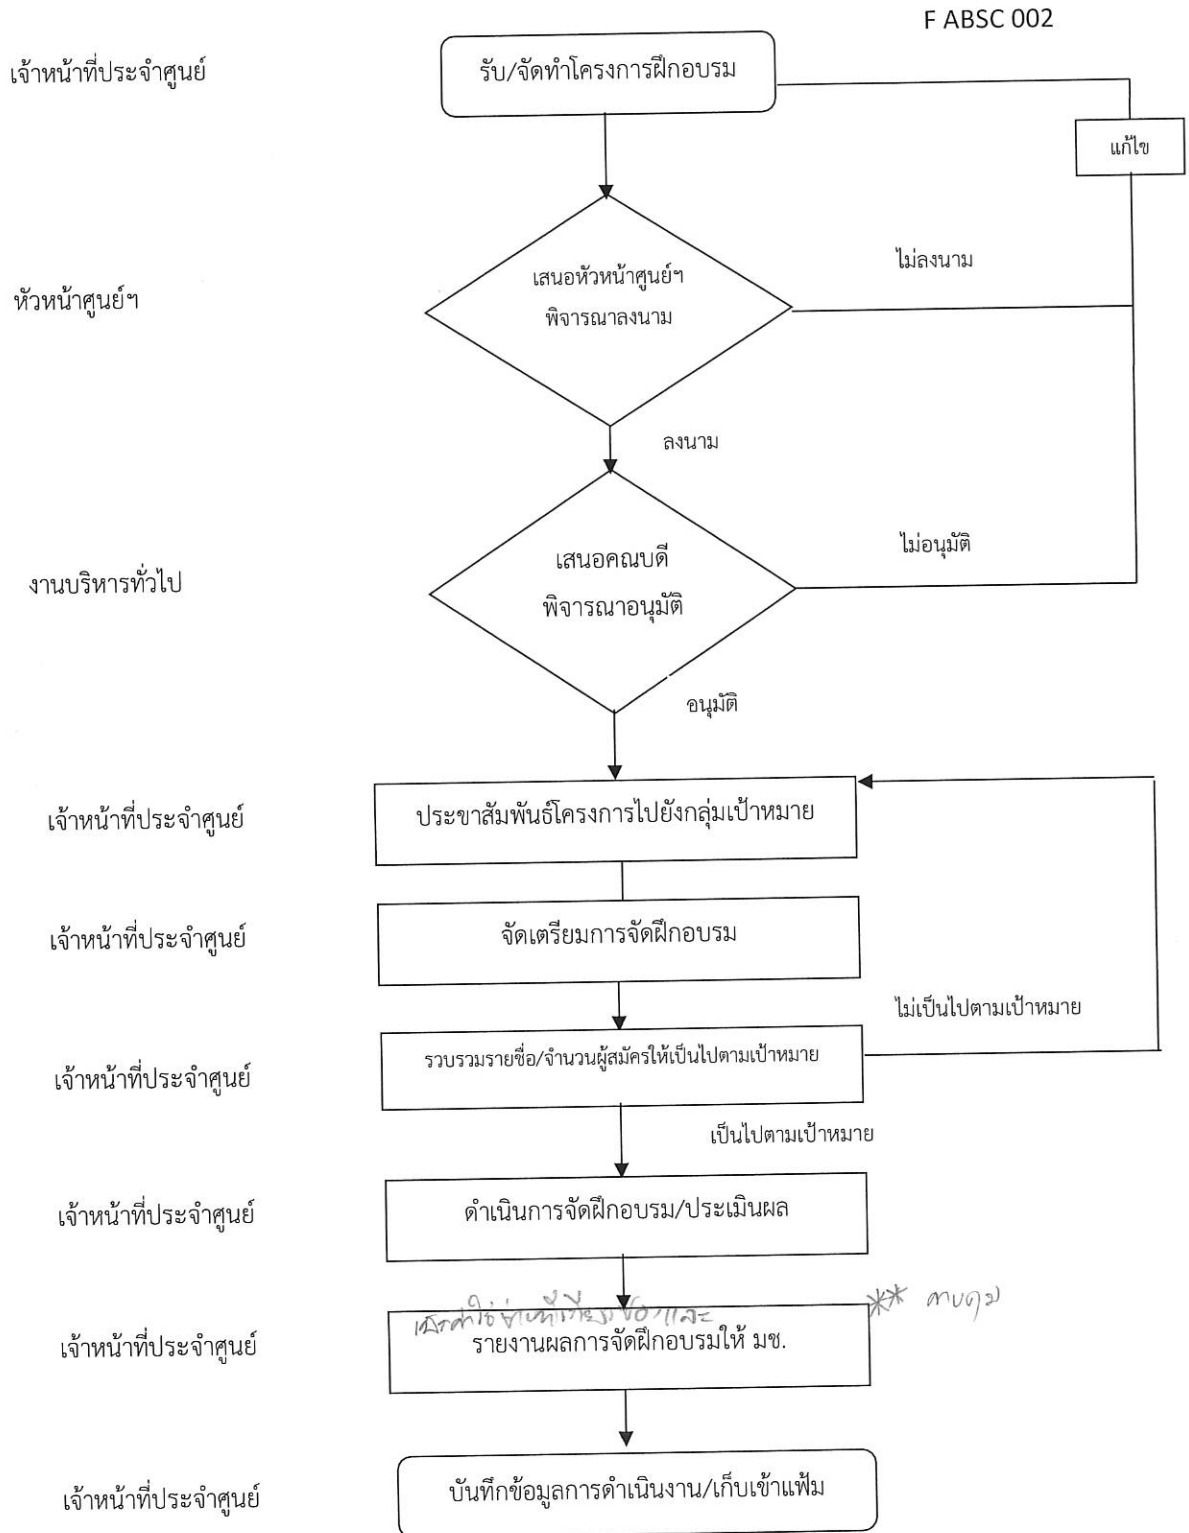 F ABSC 002
เจ้าหน้าที่ประจำศูนย์
รับ/จัดทำโครงการฝึกอบรม
แก้ไข
หัวหน้าศูนย์ฯ
เสนอหัวหน้าศูนย์ฯ
พิจารณาลงนาม
ไม่ลงนาม
ลงนาม
งานบริหารทั่วไป
เสนอคณบดี
พิจารณาอนุมัติ
ไม่อนุมัติ
อนุมัติ
เจ้าหน้าที่ประจำศูนย์
ประชาสัมพันธ์โครงการไปยังกลุ่มเป้าหมาย
เจ้าหน้าที่ประจำศูนย์
จัดเตรียมการจัดฝึกอบรม
ไม่เป็นไปตามเป้าหมาย
เจ้าหน้าที่ประจำศูนย์
รวบรวมรายชื่อ/จำนวนผู้สมัครให้เป็นไปตามเป้าหมาย
เป็นไปตามเป้าหมาย
เจ้าหน้าที่ประจำศูนย์
ดำเนินการจัดฝึกอบรม/ประเมินผล
** ควบคุม
เจ้าหน้าที่ประจำศูนย์
รายงานผลการจัดฝึกอบรมให้ มช.
เจ้าหน้าที่ประจำศูนย์
บันทึกข้อมูลการดำเนินงาน/เก็บเข้าแฟ้ม